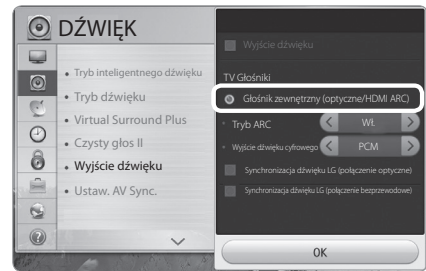 DŹWIĘK
Tryb inteligentnego dźwięku
Tryb dźwięku
Virtual Surround Plus
Czysty głos II
Wyjście dźwięku
Ustaw. AV Sync.
Wyjście dźwięku
TV Głośniki
Głośnik zewnętrzny (optyczne/HDMI ARC)
Tryb ARC WŁ.
Wyjście dźwięku cyfrowego PCM
Synchronizacja dźwięku LG (połączenie optyczne)
Synchronizacja dźwięku LG (połączenie bezprzewodowe)
OK